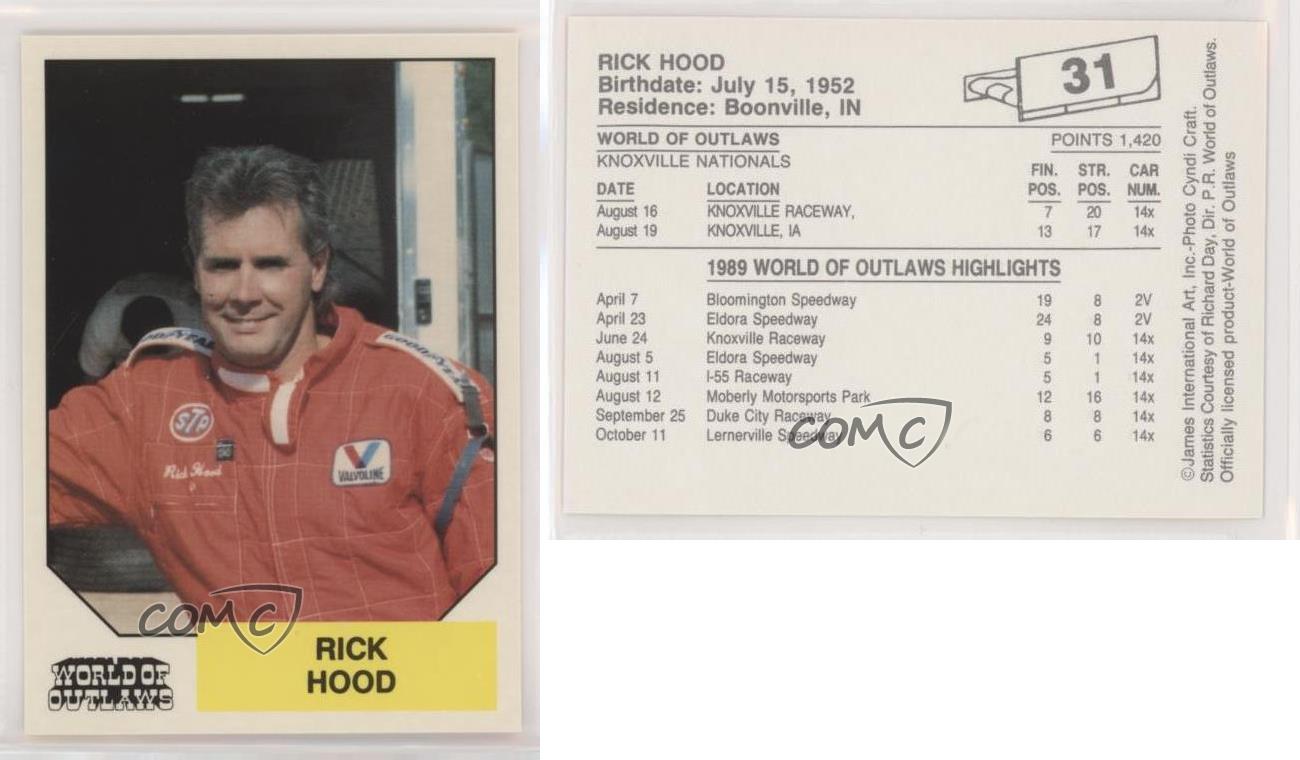 GOODYEAR
GOODYEAR
STP
Rick Hood
VALVOLINE
COMC
WORLD OF
OUTLAWS
RICK
HOOD
RICK HOOD
Birthdate: July 15, 1952
Residence: Boonville, IN
31
WORLD OF OUTLAWS POINTS 1,420
KNOXVILLE NATIONALS
FIN. STR. CAR
DATE LOCATION POS. POS. NUM.
August 16 KNOXVILLE RACEWAY, 7 20 14x
August 19 KNOXVILLE, IA 13 17 14x
1989 WORLD OF OUTLAWS HIGHLIGHTS
April 7 Bloomington Speedway 19 8 2V
April 23 Eldora Speedway 24 8 2V
June 24 Knoxville Raceway 9 10 14x
August 5 Eldora Speedway 5 1 14x
August 11 I-55 Raceway 5 1 14x
August 12 Moberly Motorsports Park 12 16 14x
September 25 Duke City Raceway 8 8 14x
October 11 Lernerville Speedway 6 6 14x
COMC
©James International Art, Inc.-Photo Cyndi Craft.
Statistics Courtesy of Richard Day, Dir. P.R. World of Outlaws.
Officially licensed product-World of Outlaws